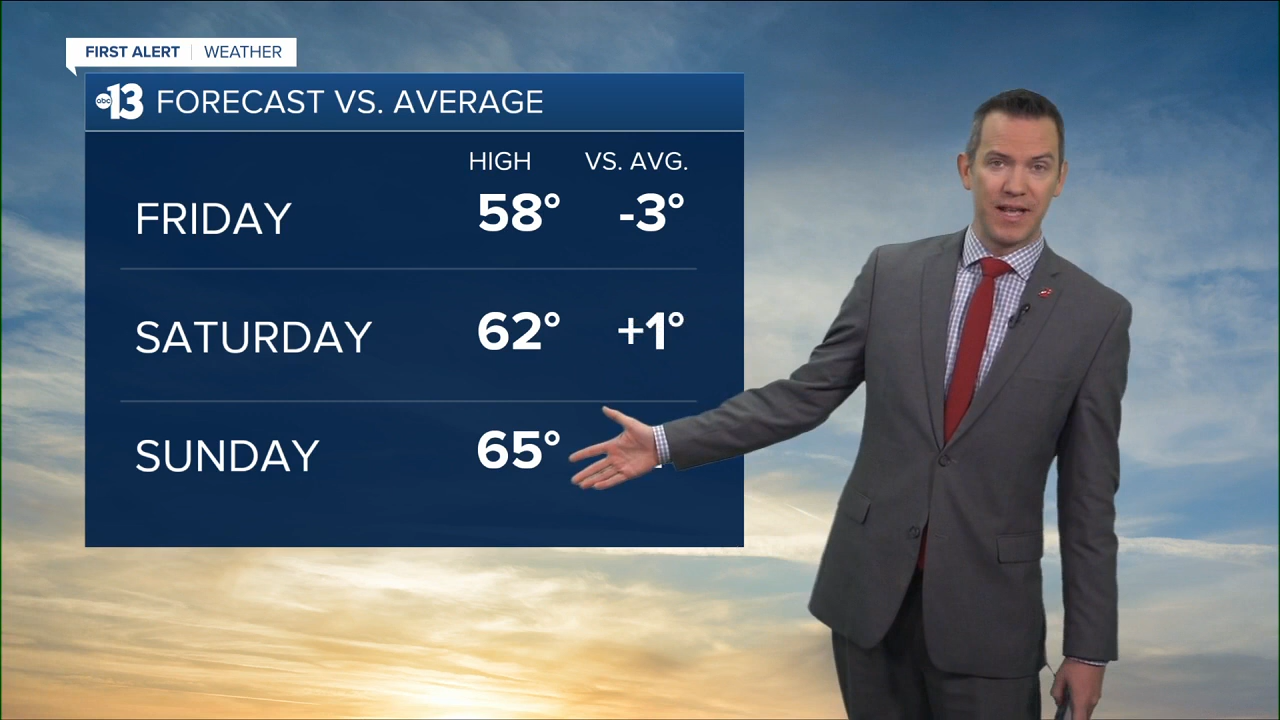 FIRST ALERT | WEATHER
abc 13 FORECAST VS. AVERAGE
HIGH VS. AVG.
FRIDAY 58° -3°
SATURDAY 62° +1°
SUNDAY 65°